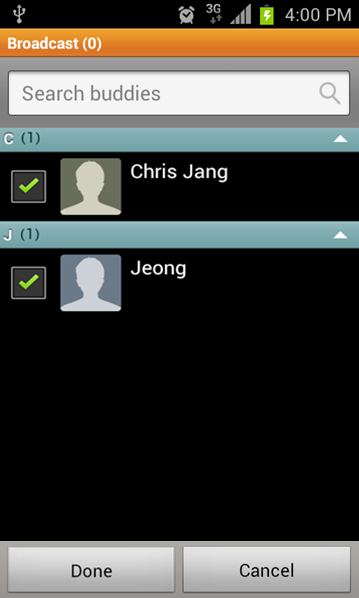 3G 4:00 PM
Broadcast (0)
Search buddies
C (1)
Chris Jang
J (1)
Jeong
Done Cancel